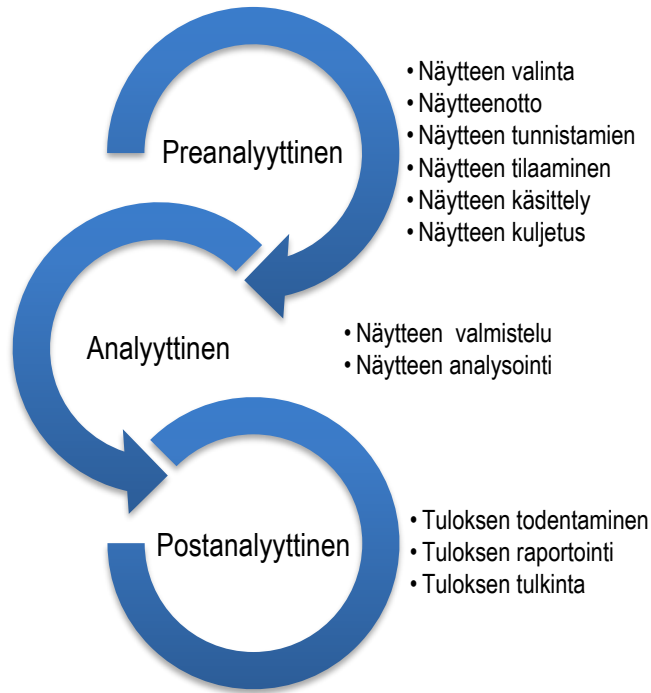 Preanalyyttinen
• Näytteen valinta
• Näytteenotto
• Näytteen tunnistamien
• Näytteen tilaaminen
• Näytteen käsittely
• Näytteen kuljetus
Analyyttinen
• Näytteen valmistelu
• Näytteen analysointi
Postanalyyttinen
• Tuloksen todentaminen
• Tuloksen raportointi
• Tuloksen tulkinta